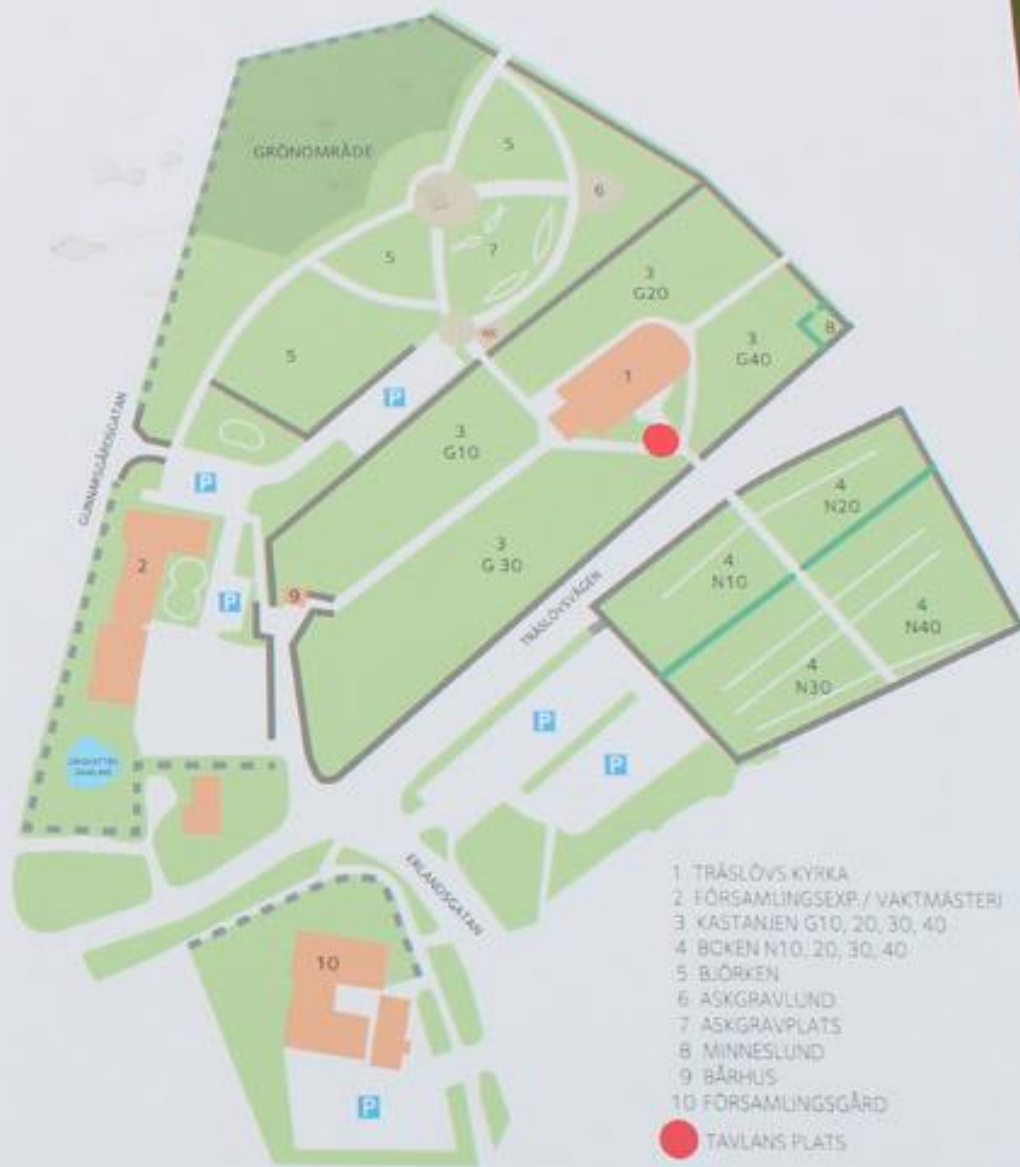 GRÖNOMRÅDE
5
6
5
7
3
G20
8
3
G40
5
1
P
GUNNARSGÅRDSGATAN
3
G10
P
4
N20
3
G 30
2
4
N10
9
P
TRÄSLÖVSVÄGEN
4
N40
4
N30
P
P
ERLANDSGATAN
10
P
1 TRÄSLÖVS KYRKA
2 FÖRSAMLINGSEXP./ VAKTMÄSTERI
3 KASTANJEN G10, 20, 30, 40
4 BOKEN N10, 20, 30, 40
5 BJÖRKEN
6 ASKGRAVLUND
7 ASKGRAVPLATS
8 MINNESLUND
9 BÅRHUS
10 FÖRSAMLINGSGÅRD
TAVLANS PLATS